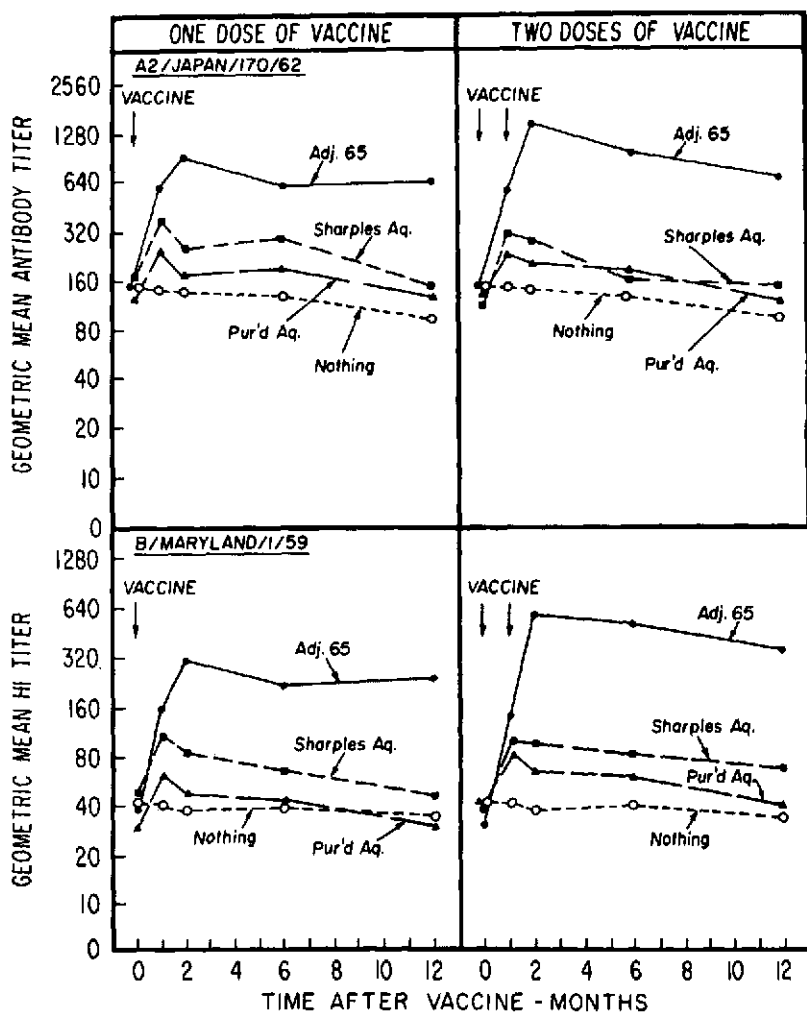 ONE DOSE OF VACCINE
TWO DOSES OF VACCINE
A2/JAPAN/170/62
GEOMETRIC MEAN ANTIBODY TITER
2560
1280
640
320
160
80
40
20
10
0
VACCINE
Adj. 65
Sharples Aq.
Pur'd Aq.
Nothing
VACCINE
Adj. 65
Sharples Aq.
Pur'd Aq.
Nothing
B/MARYLAND/1/59
GEOMETRIC MEAN HI TITER
1280
640
320
160
80
40
20
10
0
VACCINE
Adj. 65
Sharples Aq.
Nothing
Pur'd Aq.
VACCINE
Adj. 65
Sharples Aq.
Pur'd Aq.
Nothing
0 2 4 6 8 10 12
0 2 4 6 8 10 12
TIME AFTER VACCINE - MONTHS